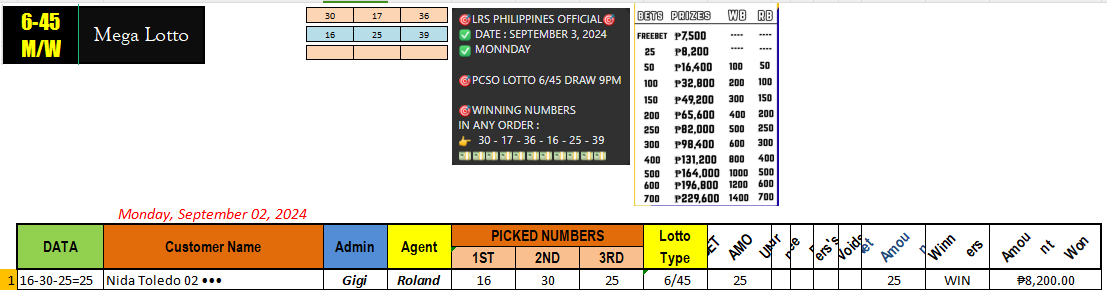 6-45
M/W
Mega Lotto
30 17 36
16 25 39
🎯LRS PHILIPPINES OFFICIAL🎯
✅ DATE : SEPTEMBER 3, 2024
✅ MONNDAY
🎯PCSO LOTTO 6/45 DRAW 9PM
🎯WINNING NUMBERS
IN ANY ORDER :
👉 30 - 17 - 36 - 16 - 25 - 39
BETS PRIZES WB RB
FREEBET ₱7,500 ---- ----
25 ₱8,200 ---- ----
50 ₱16,400 100 50
100 ₱32,800 200 100
150 ₱49,200 300 150
200 ₱65,600 400 200
250 ₱82,000 500 250
300 ₱98,400 600 300
400 ₱131,200 800 400
500 ₱164,000 1000 500
600 ₱196,800 1200 600
700 ₱229,600 1400 700
Monday, September 02, 2024
DATA Customer Name Admin Agent PICKED NUMBERS Lotto Type AMO Voids Amou nt Winn ers Amou nt Won
1ST 2ND 3RD
1 16-30-25=25 Nida Toledo 02 ••• Gigi Roland 16 30 25 6/45 25 25 WIN ₱8,200.00